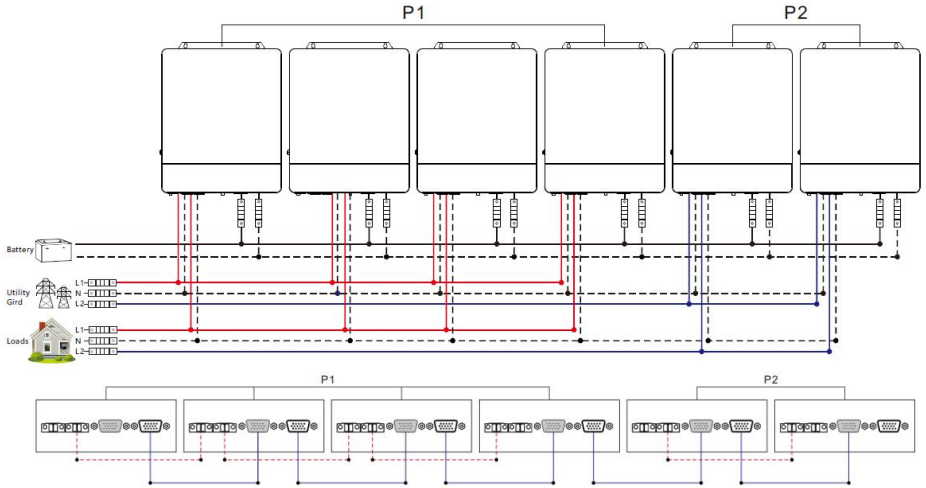 P1 P2
Battery
Utility
Gird
L1
N
L2
Loads
L1
N
L2
P1 P2